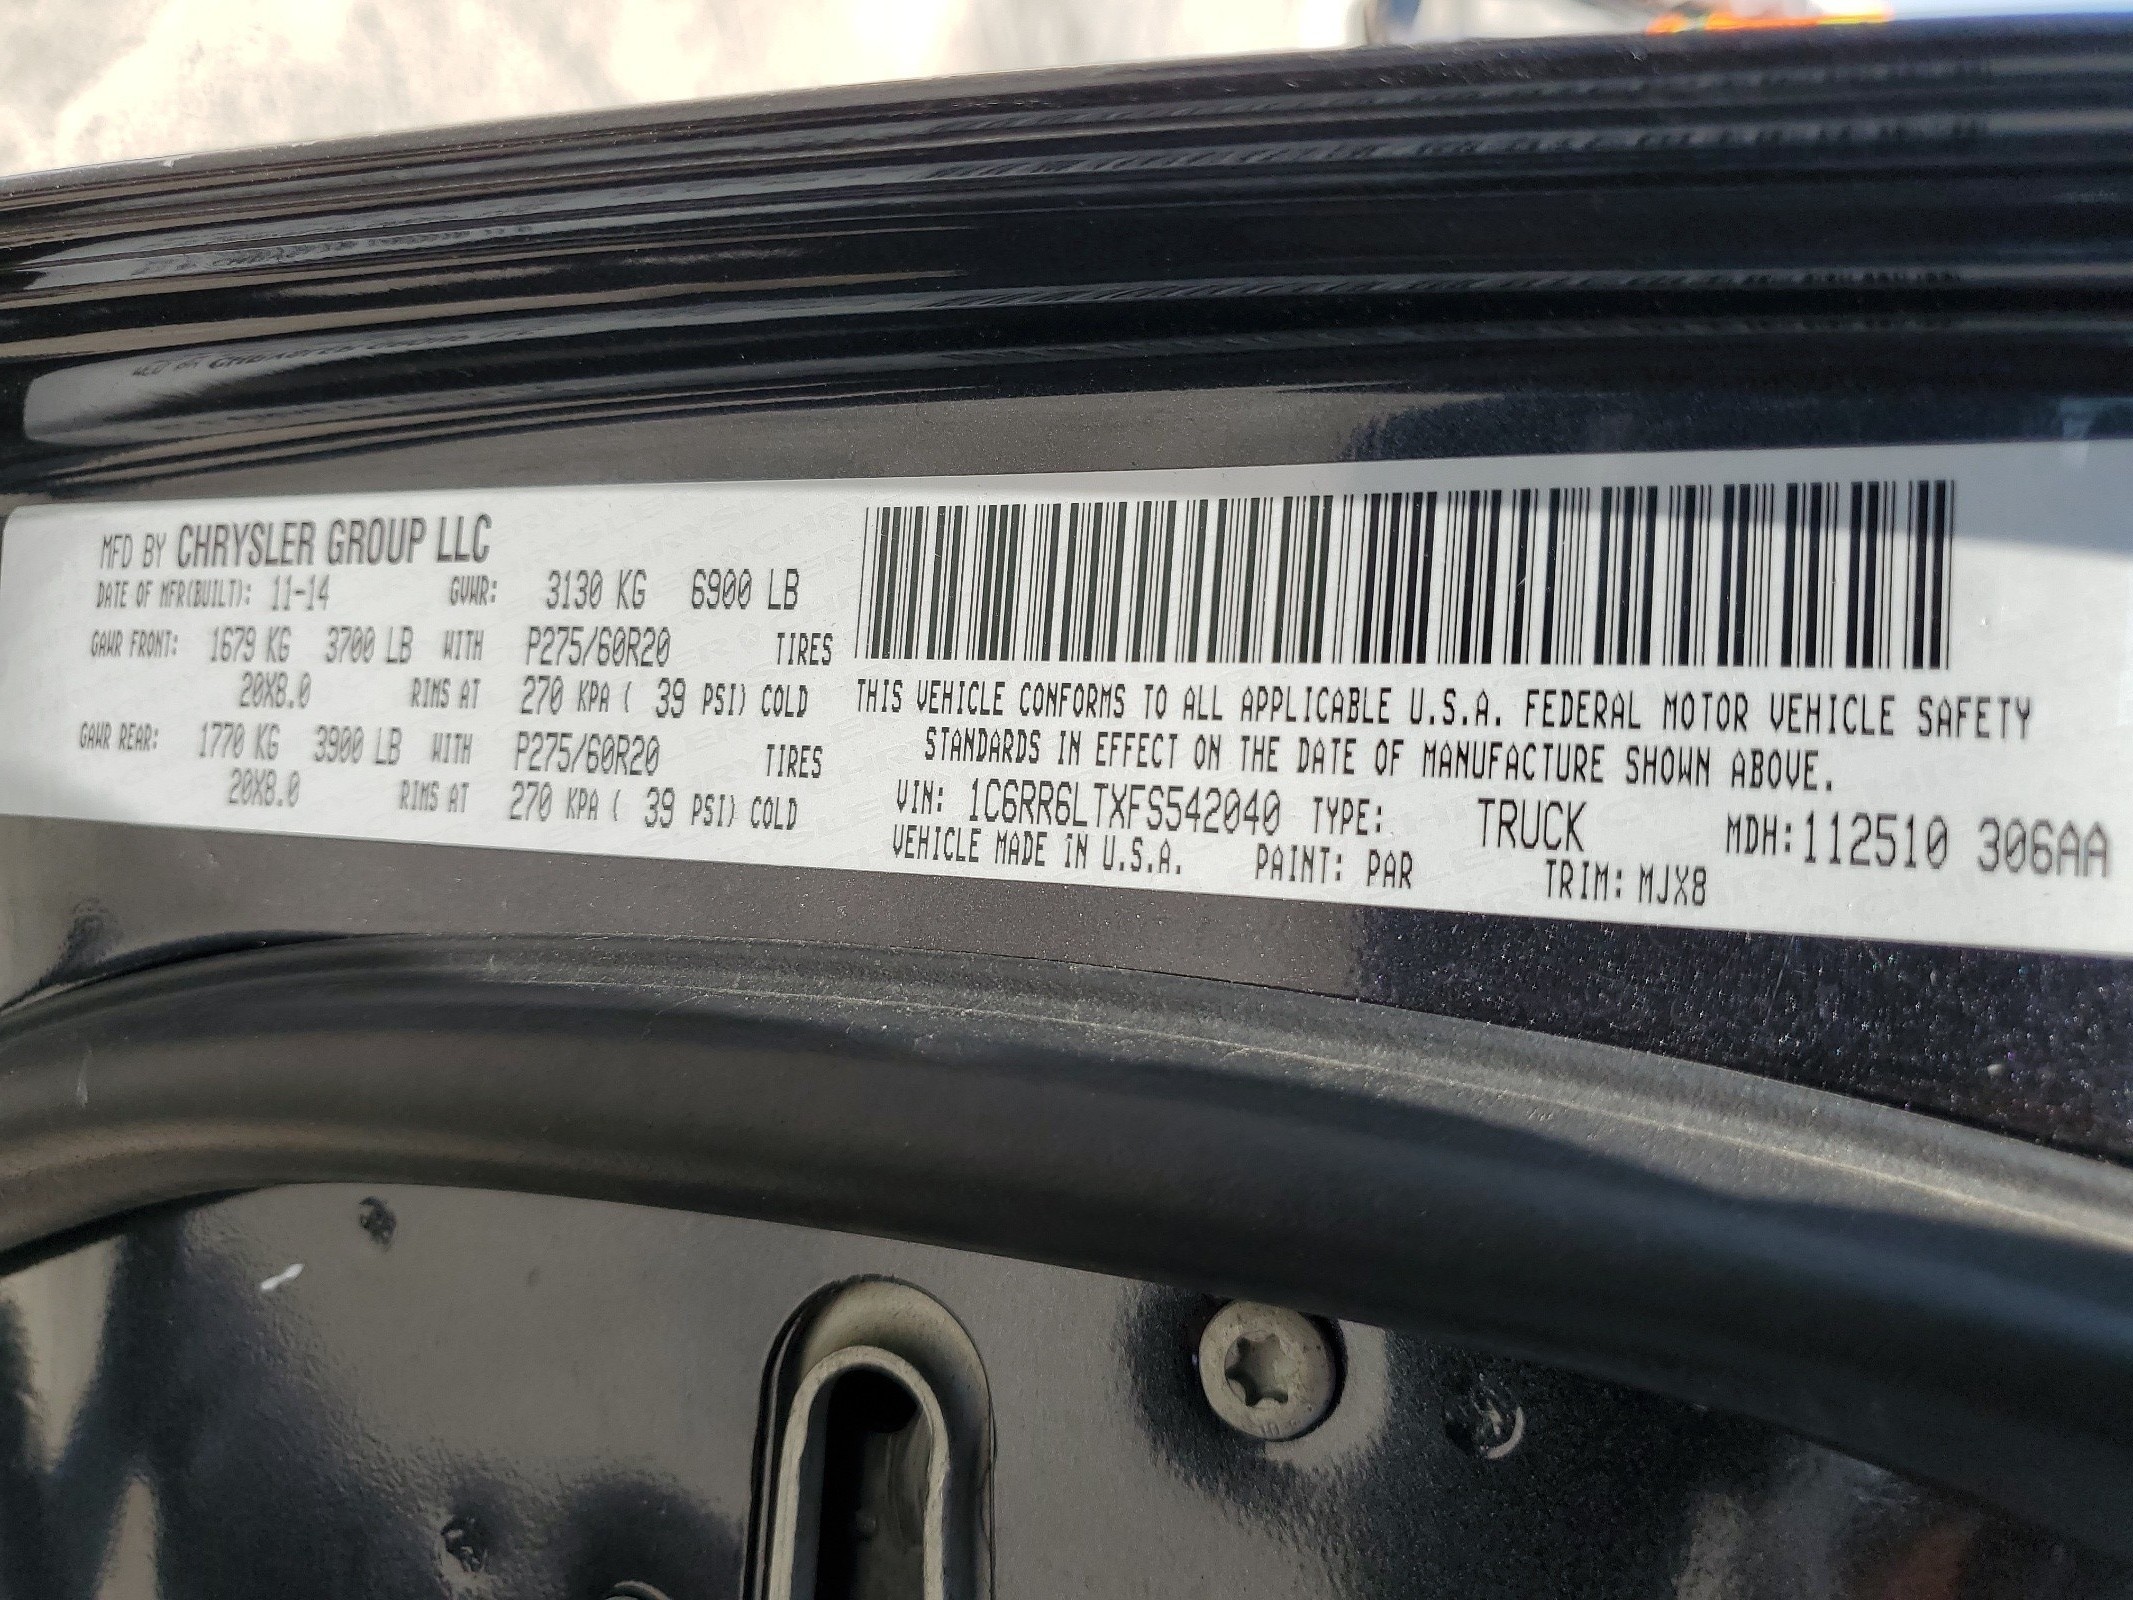 MFD BY CHRYSLER GROUP LLC
DATE OF MFR(BUILT): 11-14 GVWR: 3130 KG 6900 LB
GAWR FRONT: 1679 KG 3700 LB WITH P275/60R20 TIRES
20X8.0 RIMS AT 270 KPA ( 39 PSI) COLD
GAWR REAR: 1770 KG 3900 LB WITH P275/60R20 TIRES
20X8.0 RIMS AT 270 KPA ( 39 PSI) COLD
THIS VEHICLE CONFORMS TO ALL APPLICABLE U.S.A. FEDERAL MOTOR VEHICLE SAFETY
STANDARDS IN EFFECT ON THE DATE OF MANUFACTURE SHOWN ABOVE.
VIN: 1C6RR6LTXFS542040 TYPE: TRUCK MDH:112510 306AA
VEHICLE MADE IN U.S.A. PAINT: PAR TRIM: MJX8